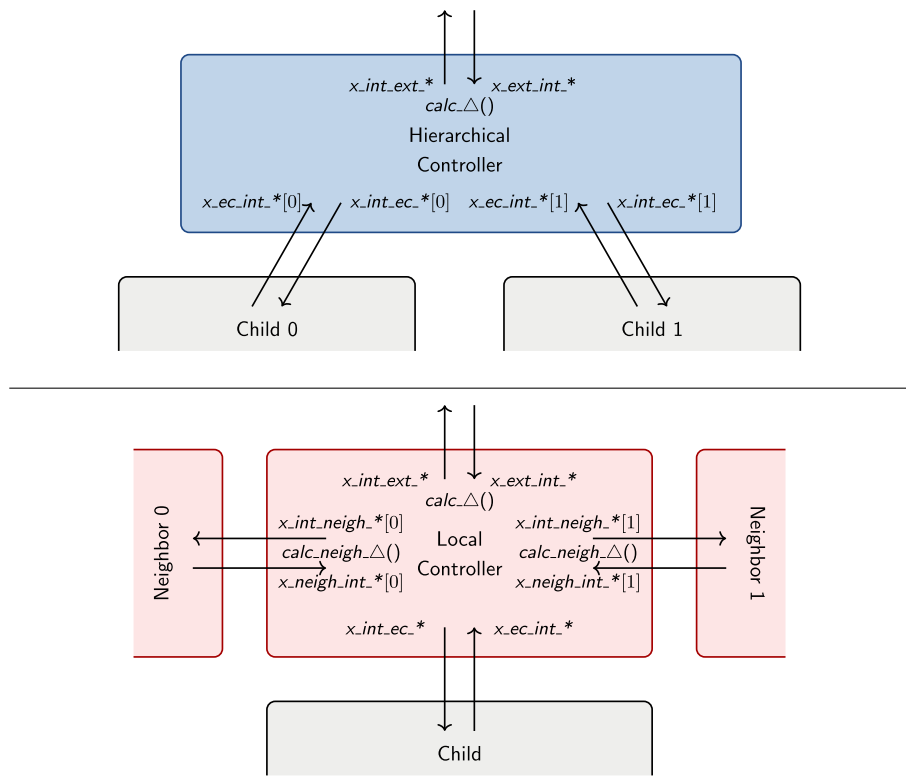 x_int_ext_* x_ext_int_*
calc_△()
Hierarchical
Controller
x_ec_int_*[0] x_int_ec_*[0] x_ec_int_*[1] x_int_ec_*[1]
Child 0 Child 1
x_int_ext_* x_ext_int_*
calc_△()
x_int_neigh_*[0] x_int_neigh_*[1]
Neighbor 0 calc_neigh_△() Local calc_neigh_△() Neighbor 1
Controller
x_neigh_int_*[0] x_neigh_int_*[1]
x_int_ec_* x_ec_int_*
Child